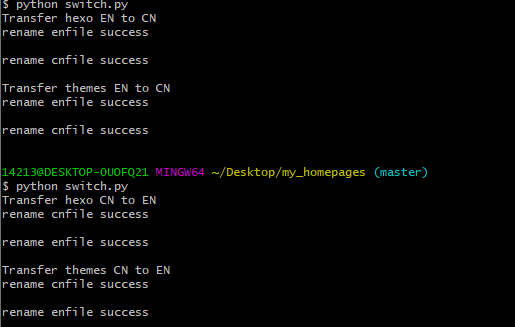 $ python switch.py
Transfer hexo EN to CN
rename enfile success
rename cnfile success
Transfer themes EN to CN
rename enfile success
rename cnfile success
14213@DESKTOP-OUOFQ21 MINGW64 ~/Desktop/my_homepages (master)
$ python switch.py
Transfer hexo CN to EN
rename cnfile success
rename enfile success
Transfer themes CN to EN
rename cnfile success
rename enfile success